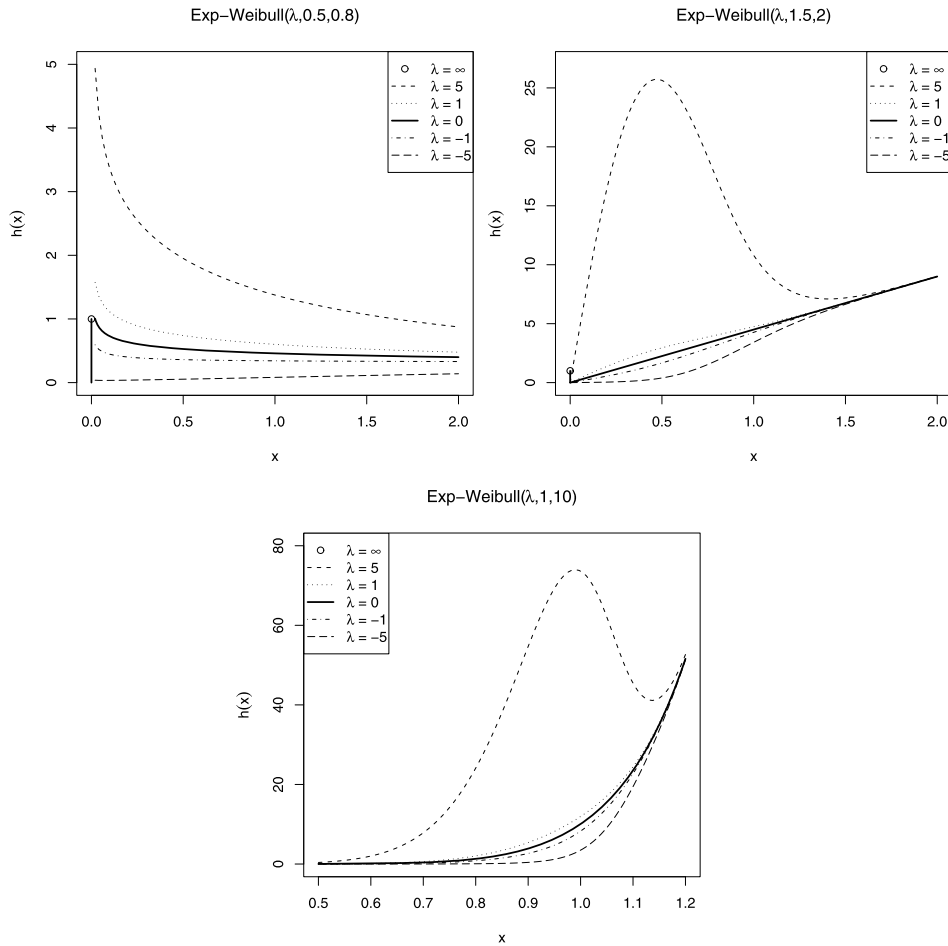 Exp−Weibull(λ,0.5,0.8)
h(x)
5
4
3
2
1
0
λ = ∞
λ = 5
λ = 1
λ = 0
λ = −1
λ = −5
0.0 0.5 1.0 1.5 2.0
x
Exp−Weibull(λ,1.5,2)
h(x)
25
20
15
10
5
0
λ = ∞
λ = 5
λ = 1
λ = 0
λ = −1
λ = −5
0.0 0.5 1.0 1.5 2.0
x
Exp−Weibull(λ,1,10)
h(x)
80
60
40
20
0
λ = ∞
λ = 5
λ = 1
λ = 0
λ = −1
λ = −5
0.5 0.6 0.7 0.8 0.9 1.0 1.1 1.2
x